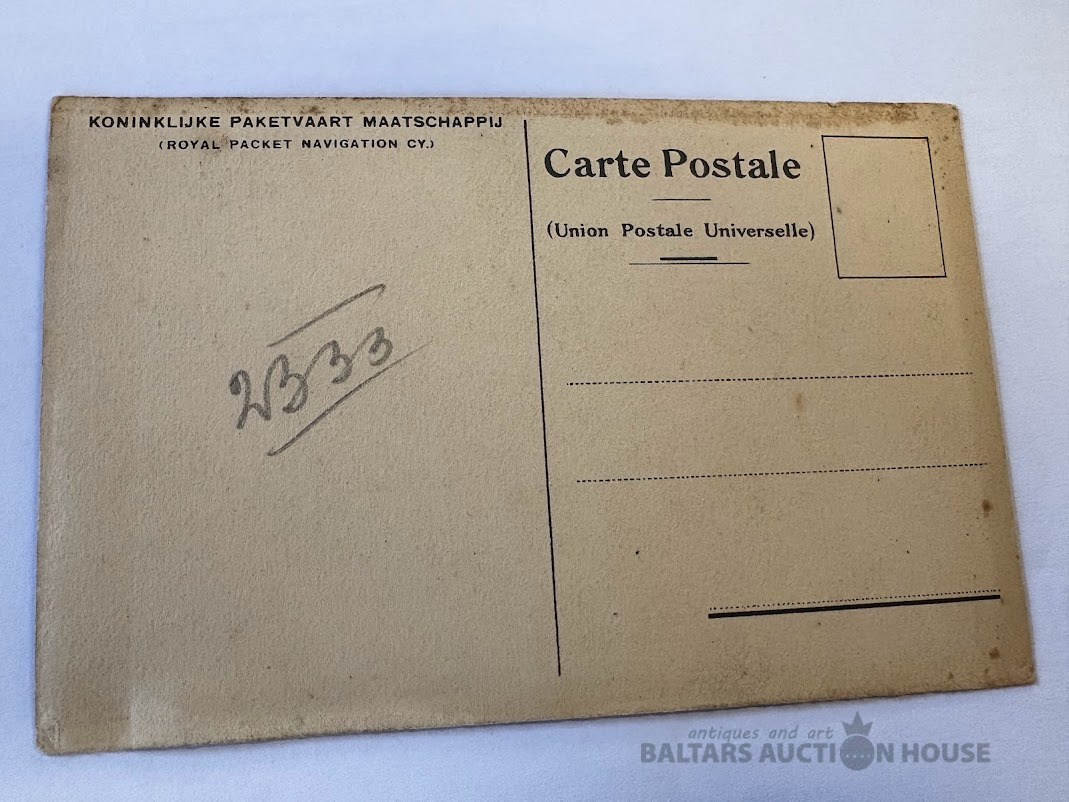 KONINKLIJKE PAKETVAART MAATSCHAPPIJ
(ROYAL PACKET NAVIGATION CY.)
Carte Postale
(Union Postale Universelle)
2333
antiques and art
BALTARS AUCTION HOUSE